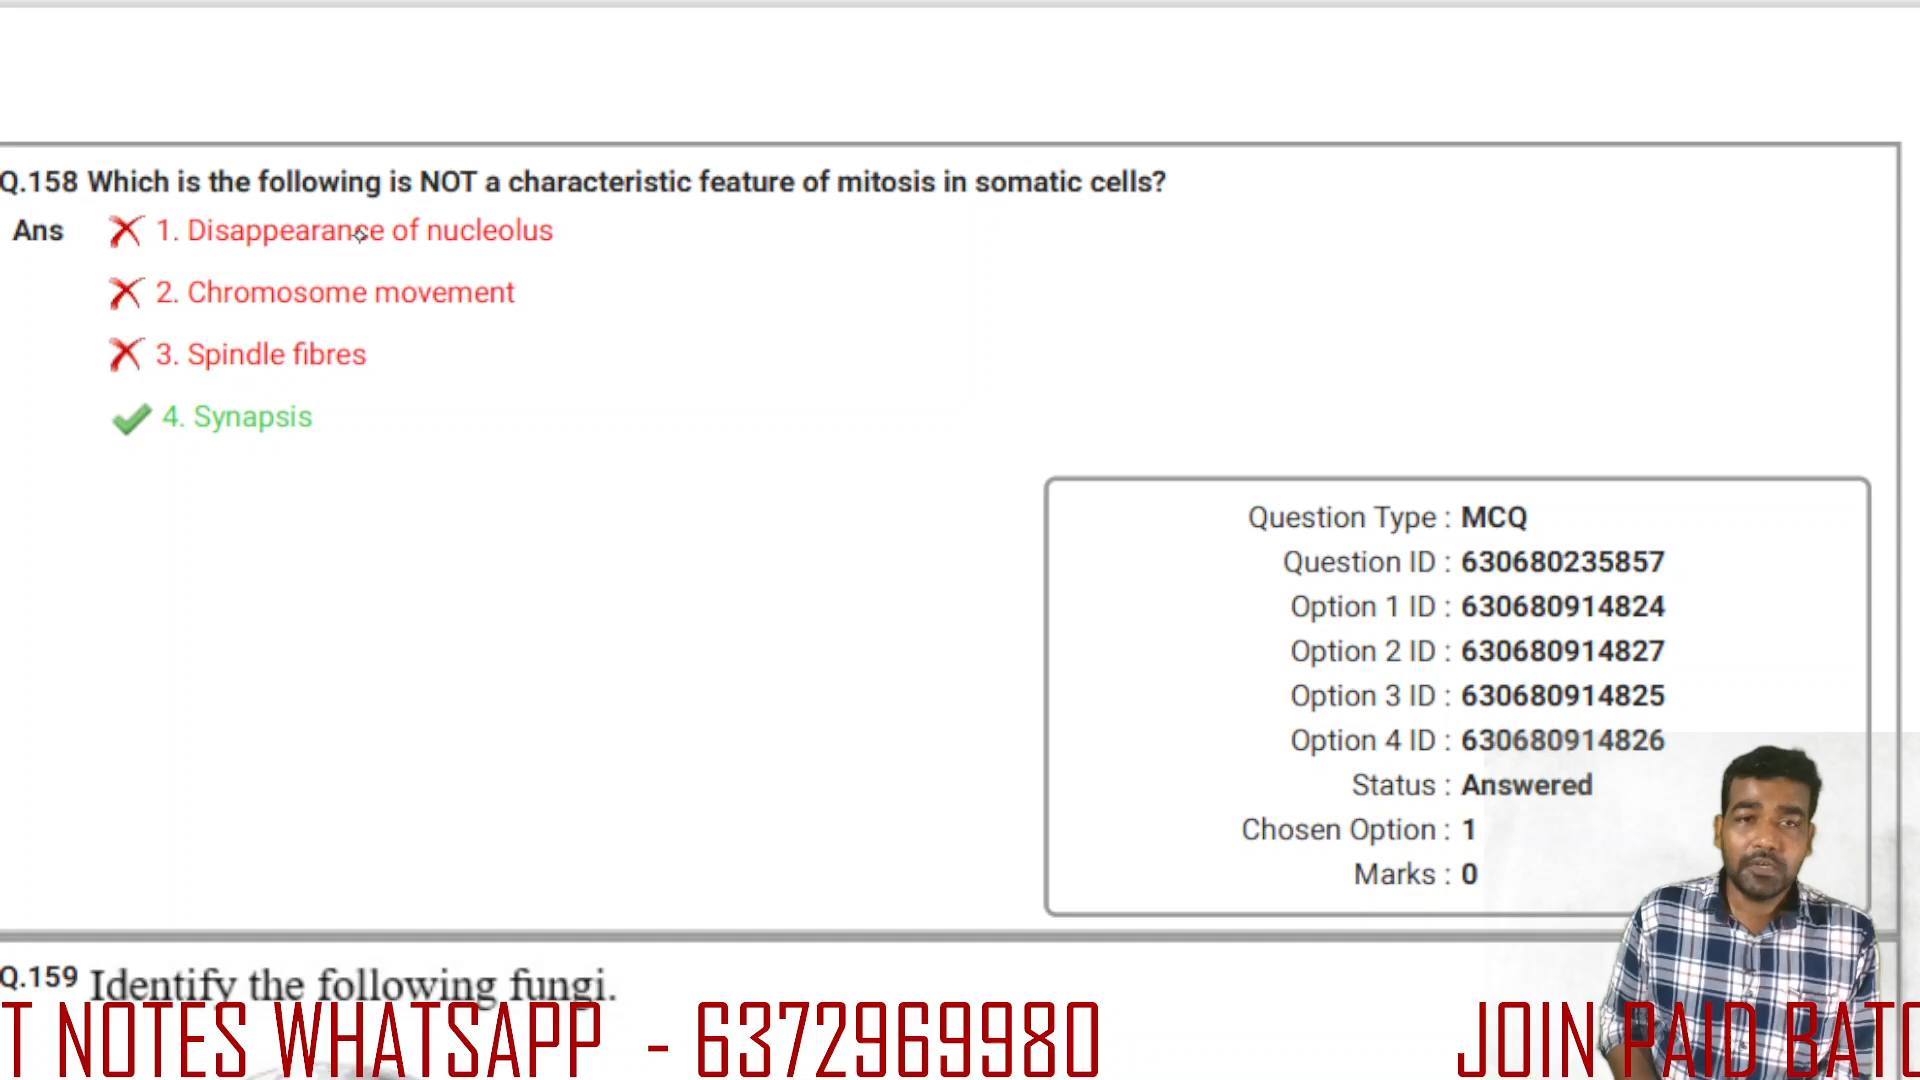 Q.158 Which is the following is NOT a characteristic feature of mitosis in somatic cells?
Ans 1. Disappearance of nucleolus
2. Chromosome movement
3. Spindle fibres
4. Synapsis
Question Type : MCQ
Question ID : 630680235857
Option 1 ID : 630680914824
Option 2 ID : 630680914827
Option 3 ID : 630680914825
Option 4 ID : 630680914826
Status : Answered
Chosen Option : 1
Marks : 0
Q.159 Identify the following fungi.
T NOTES WHATSAPP - 6372969980 JOIN PAID BATC